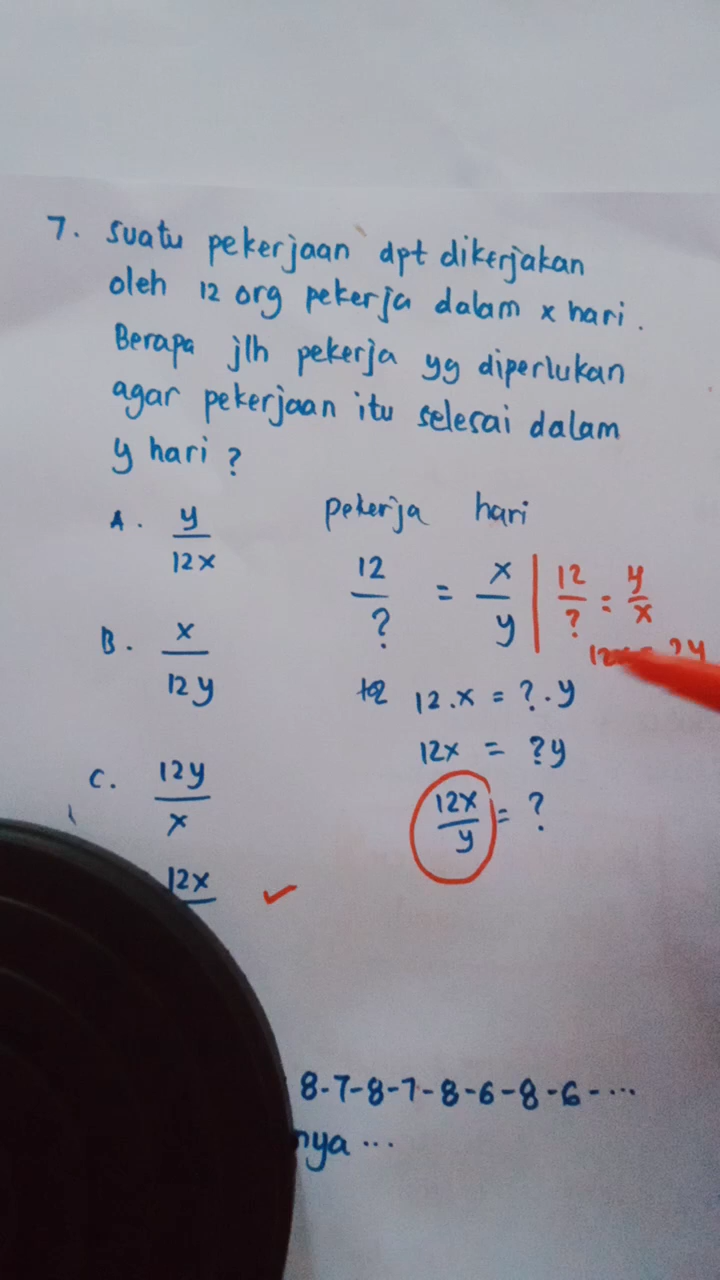 7. Suatu pekerjaan dpt dikerjakan
oleh 12 org pekerja dalam x hari.
Berapa jlh pekerja yg diperlukan
agar pekerjaan itu selesai dalam
y hari?
pekerja hari
A. y/12x
12/? = x/y | 12/? = y/x
B. x/12y
12x = ?y
12.x = ?.y
12x = ?y
C. 12y/x
12x/y = ?
12x ✓
8-7-8-7-8-6-8-6-...
nya ...